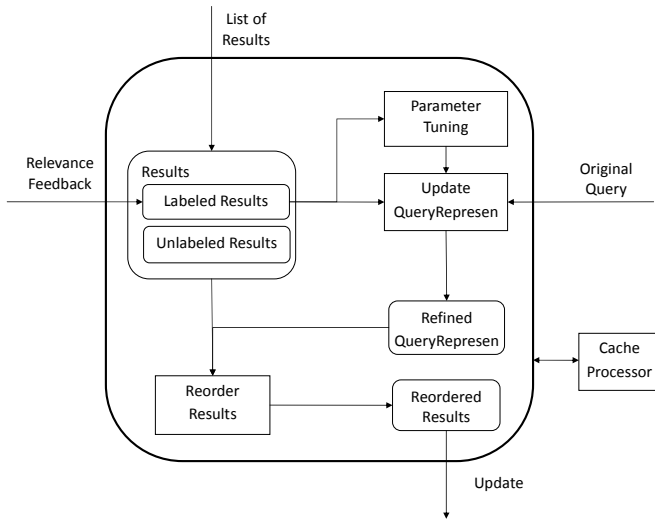 List of
Results
Parameter
Tuning
Relevance
Feedback
Results
Labeled Results
Unlabeled Results
Update
QueryRepresen
Original
Query
Refined
QueryRepresen
Cache
Processor
Reorder
Results
Reordered
Results
Update